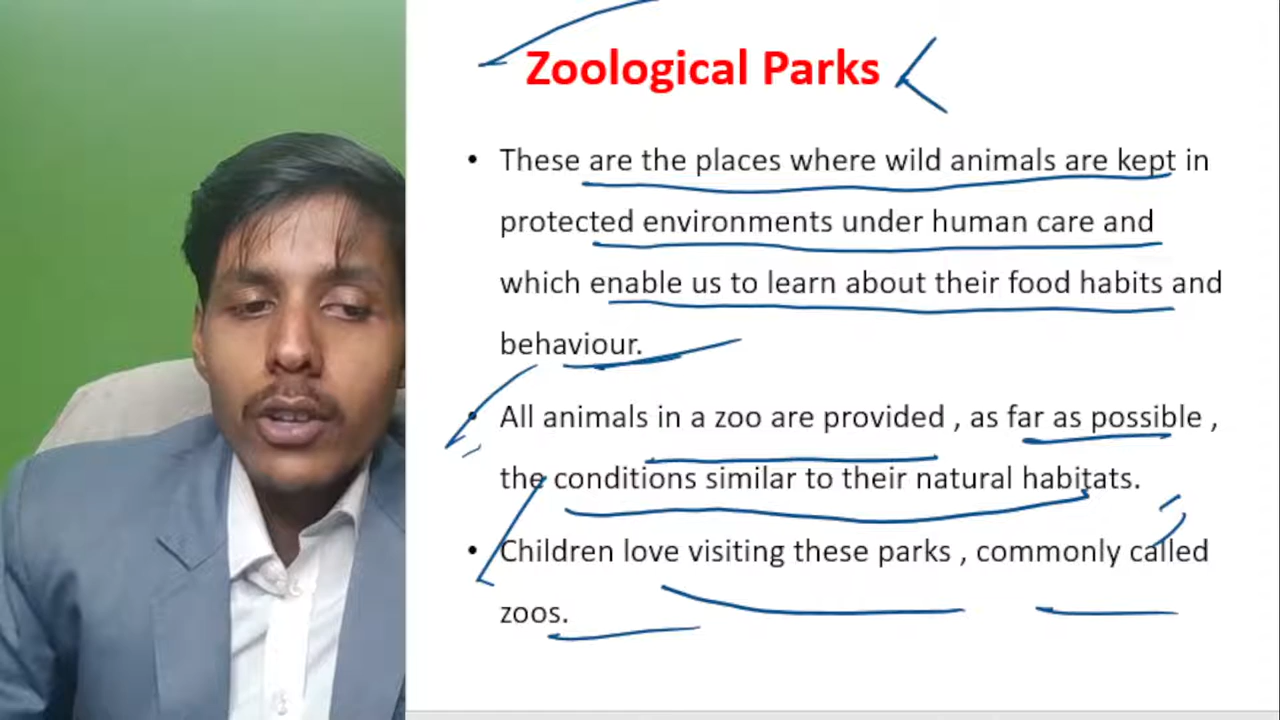 Zoological Parks
• These are the places where wild animals are kept in
protected environments under human care and
which enable us to learn about their food habits and
behaviour.
• All animals in a zoo are provided , as far as possible ,
the conditions similar to their natural habitats.
• Children love visiting these parks , commonly called
zoos.